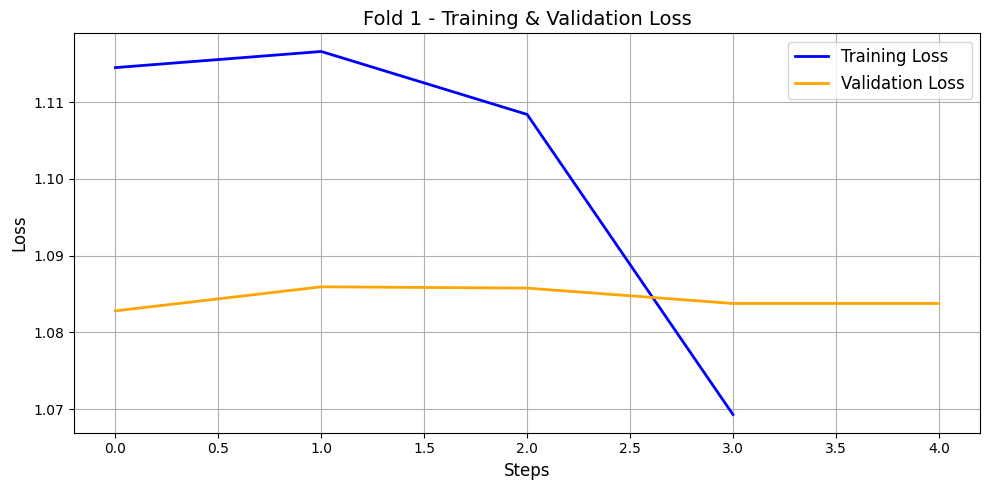 Fold 1 - Training & Validation Loss
Training Loss
Validation Loss
1.11
1.10
1.09
1.08
1.07
Loss
0.0 0.5 1.0 1.5 2.0 2.5 3.0 3.5 4.0
Steps